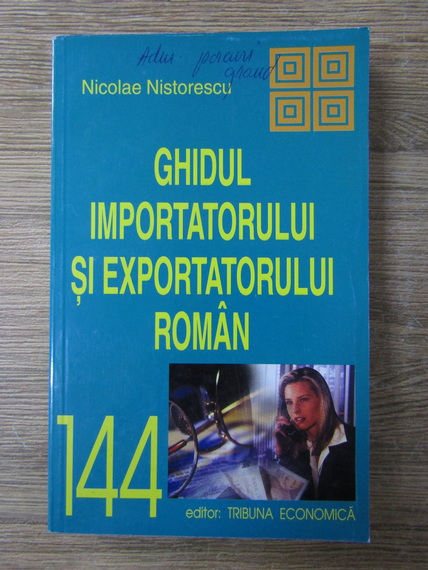 Nicolae Nistorescu
GHIDUL
IMPORTATORULUI
ȘI EXPORTATORULUI
ROMÂN
144
editor: TRIBUNA ECONOMICĂ